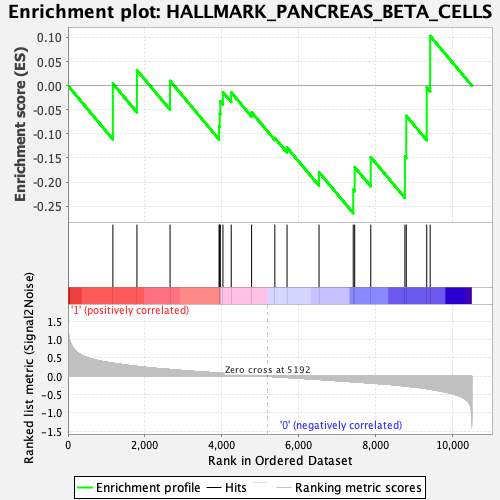 Enrichment plot: HALLMARK_PANCREAS_BETA_CELLS
Enrichment score (ES)
0.10
0.05
0.00
-0.05
-0.10
-0.15
-0.20
-0.25
'1' (positively correlated)
Ranked list metric (Signal2Noise)
1.5
1.0
0.5
0.0
-0.5
-1.0
-1.5
Zero cross at 5192
'0' (negatively correlated)
0
2,000
4,000
6,000
8,000
10,000
Rank in Ordered Dataset
Enrichment profile
Hits
Ranking metric scores